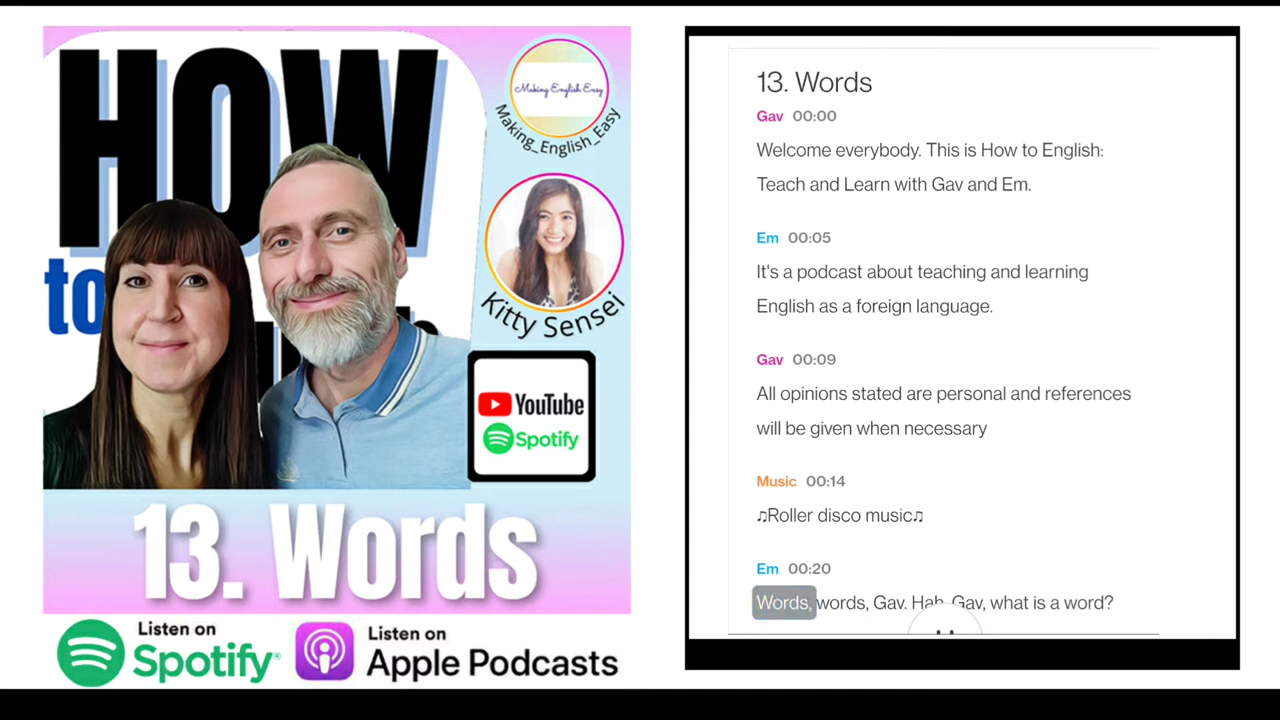 HOW
to
Making English Easy
Making_English_Easy
Kitty Sensei
YouTube
Spotify
13. Words
Listen on
Spotify
Listen on
Apple Podcasts
13. Words
Gav 00:00
Welcome everybody. This is How to English:
Teach and Learn with Gav and Em.
Em 00:05
It's a podcast about teaching and learning
English as a foreign language.
Gav 00:09
All opinions stated are personal and references
will be given when necessary
Music 00:14
♫Roller disco music♫
Em 00:20
Words, words, Gav. Hah, Gav, what is a word?